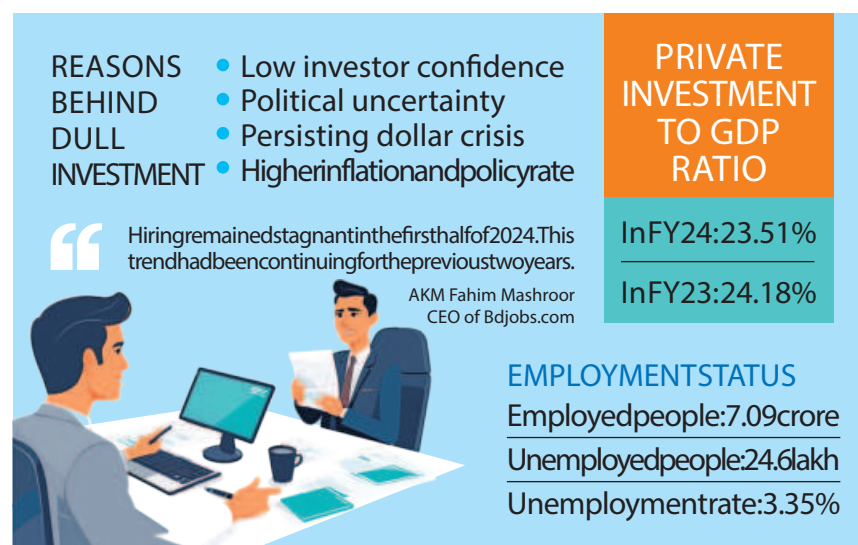 REASONS
BEHIND
DULL
INVESTMENT
• Low investor confidence
• Political uncertainty
• Persisting dollar crisis
• Higherinflationandpolicyrate
PRIVATE
INVESTMENT
TO GDP
RATIO
InFY24:23.51%
InFY23:24.18%
“
Hiringremainedstagnantinthefirsthalfof2024.This
trendhadbeencontinuingfortheprevioustwoyears.
AKM Fahim Mashroor
CEO of Bdjobs.com
EMPLOYMENTSTATUS
Employedpeople:7.09crore
Unemployedpeople:24.6lakh
Unemploymentrate:3.35%